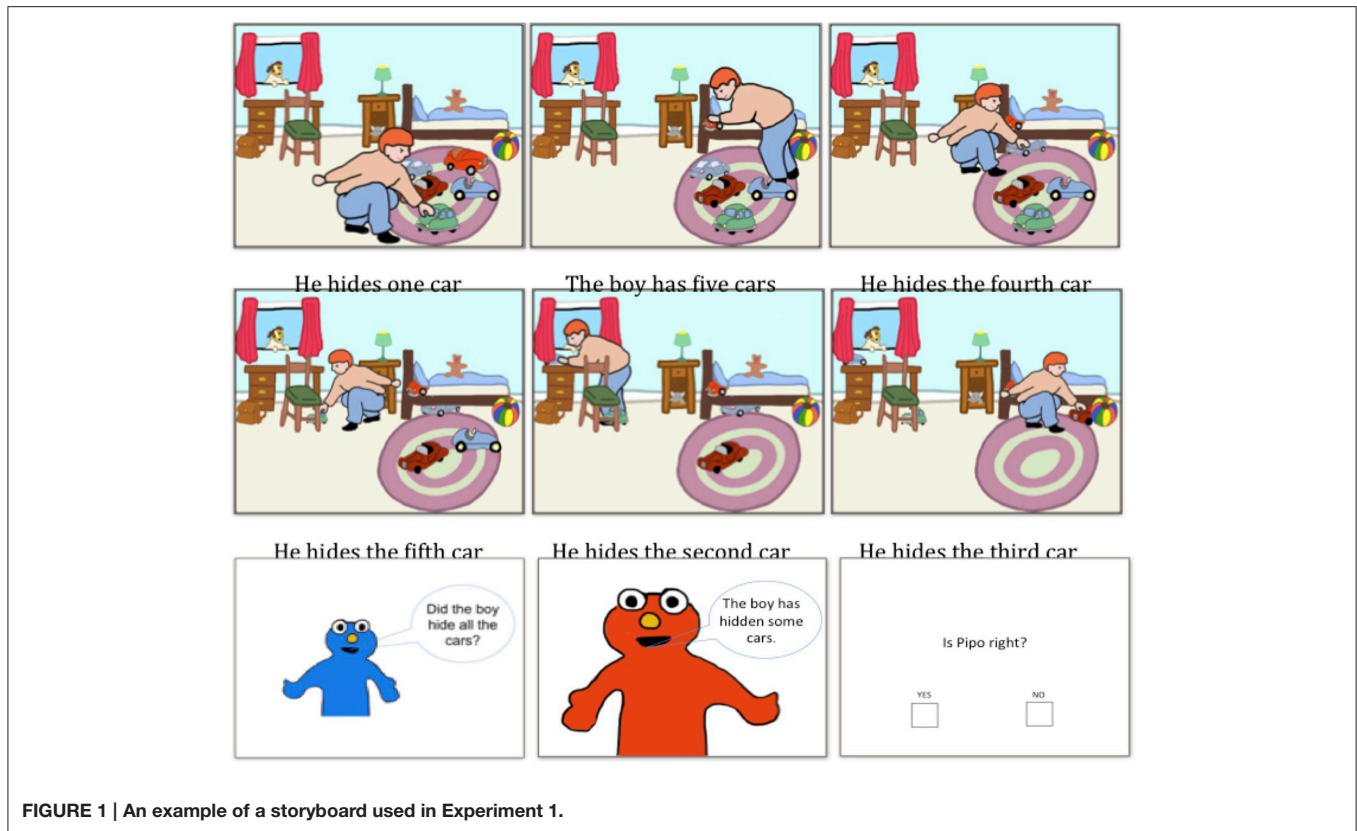 He hides one car
The boy has five cars
He hides the fourth car
He hides the fifth car
He hides the second car
He hides the third car
Did the boy
hide all the
cars?
The boy has
hidden some
cars.
Is Pipo right?
YES
NO
FIGURE 1 | An example of a storyboard used in Experiment 1.